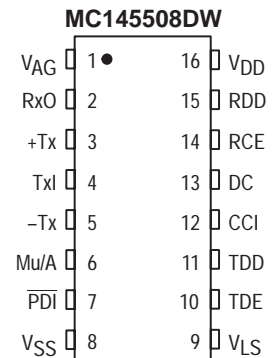 MC145508DW
VAG 1 16 VDD
RxO 2 15 RDD
+Tx 3 14 RCE
TxI 4 13 DC
–Tx 5 12 CCI
Mu/A 6 11 TDD
PDI 7 10 TDE
VSS 8 9 VLS